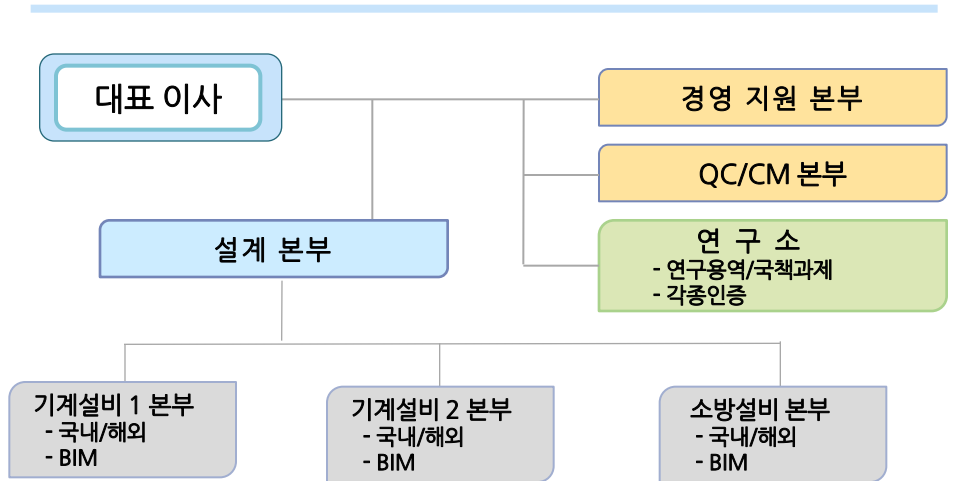 대표 이사
경영 지원 본부
QC/CM 본부
설계 본부
연 구 소
- 연구용역/국책과제
- 각종인증
기계설비 1 본부
- 국내/해외
- BIM
기계설비 2 본부
- 국내/해외
- BIM
소방설비 본부
- 국내/해외
- BIM